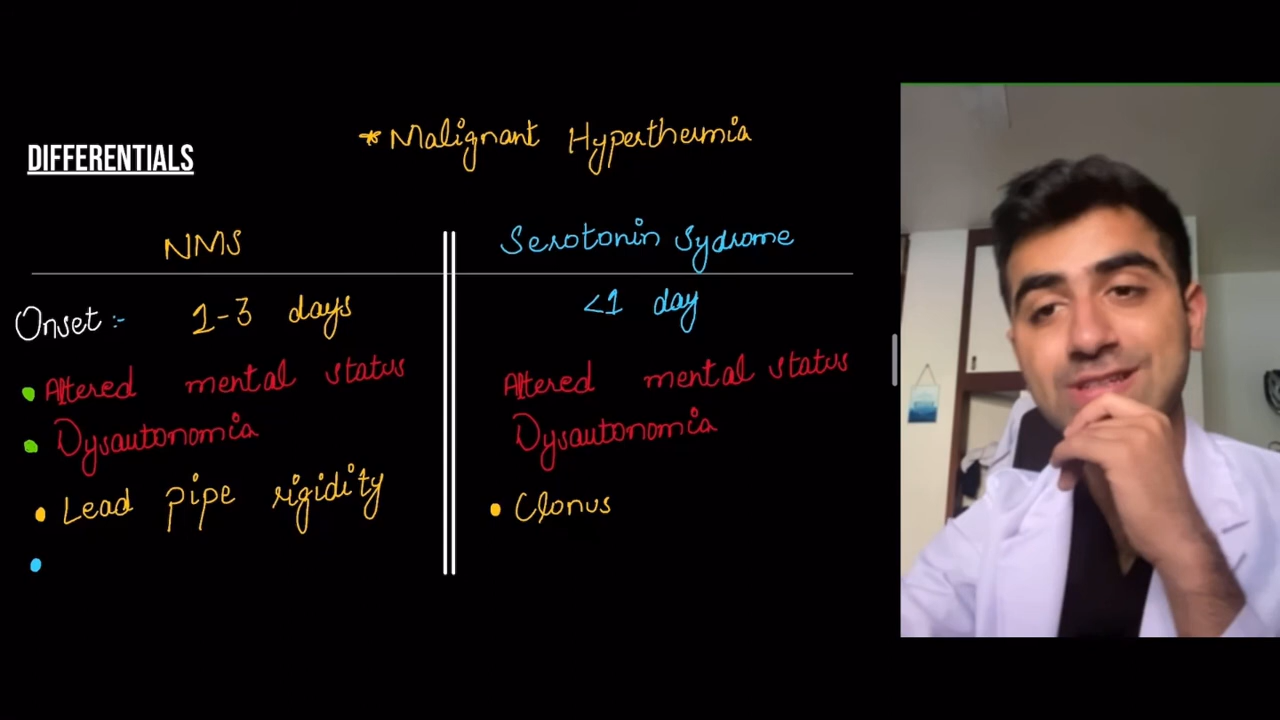 * Malignant Hyperthermia
DIFFERENTIALS
NMS
Serotonin Sydrome
Onset :- 1-3 days
<1 day
• Altered mental status
Altered mental status
• Dysautonomia
Dysautonomia
• Lead pipe rigidity
• Clonus
•